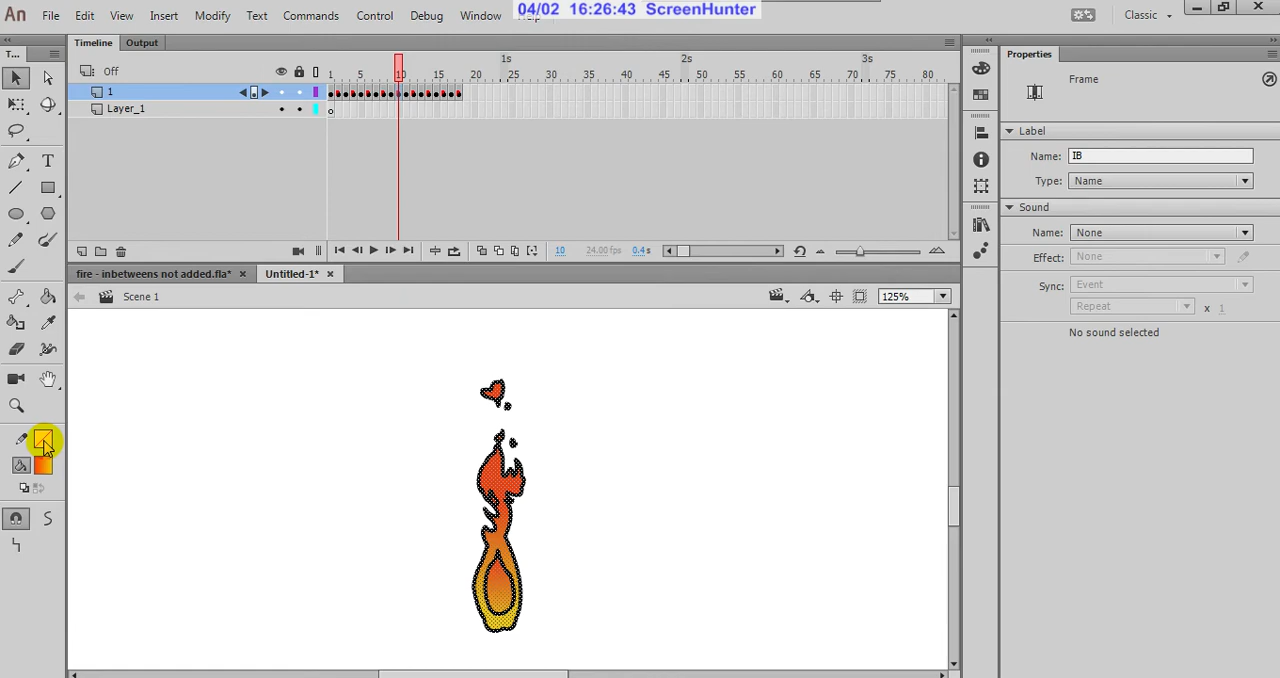 04/02 16:26:43 ScreenHunter
An File Edit View Insert Modify Text Commands Control Debug Window Help Classic
Timeline Output
T... Off 1s 2s 3s
1 5 10 15 20 25 30 35 40 45 50 55 60 65 70 75 80
1
Layer_1
10 24.00 fps 0.4 s
fire - inbetweens not added.fla* Untitled-1*
Scene 1 125%
Properties
Frame
Label
Name: IB
Type: Name
Sound
Name: None
Effect: None
Sync: Event
Repeat x 1
No sound selected